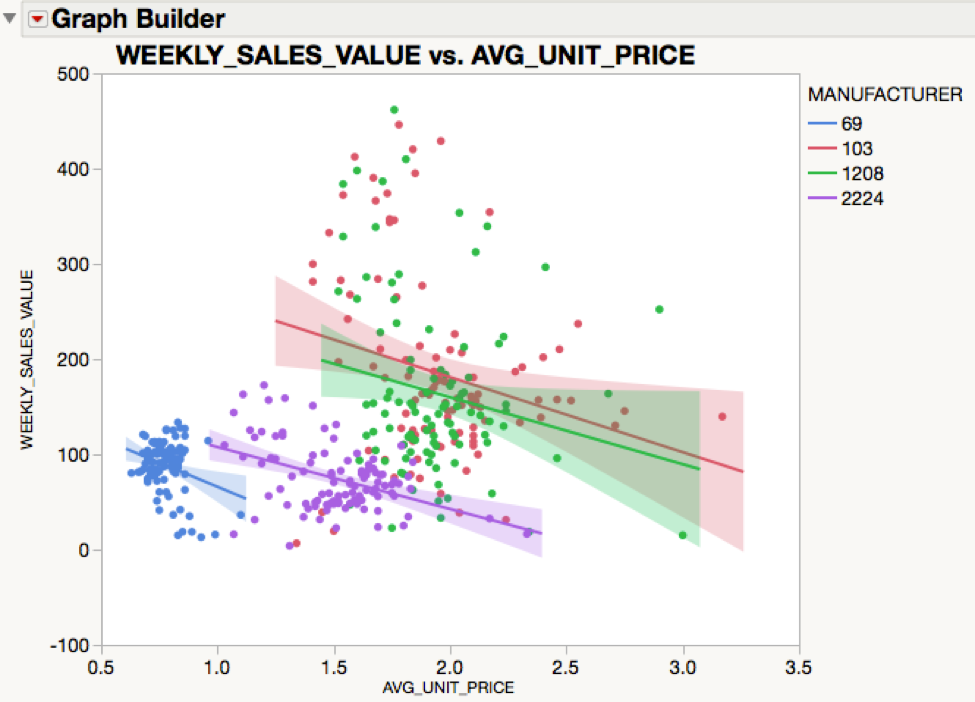 Graph Builder
WEEKLY_SALES_VALUE vs. AVG_UNIT_PRICE
500
400
300
200
100
0
-100
WEEKLY_SALES_VALUE
0.5 1.0 1.5 2.0 2.5 3.0 3.5
AVG_UNIT_PRICE
MANUFACTURER
69
103
1208
2224